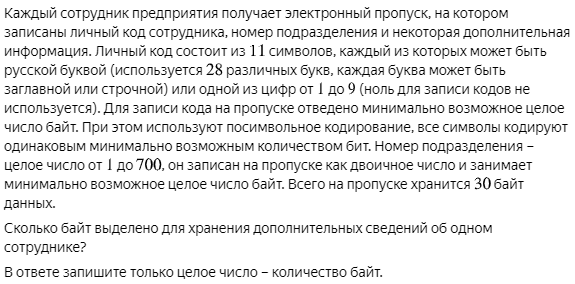 Каждый сотрудник предприятия получает электронный пропуск, на котором
записаны личный код сотрудника, номер подразделения и некоторая дополнительная
информация. Личный код состоит из 11 символов, каждый из которых может быть
русской буквой (используется 28 различных букв, каждая буква может быть
заглавной или строчной) или одной из цифр от 1 до 9 (ноль для записи кодов не
используется). Для записи кода на пропуске отведено минимально возможное целое
число байт. При этом используют посимвольное кодирование, все символы кодируют
одинаковым минимально возможным количеством бит. Номер подразделения –
целое число от 1 до 700, он записан на пропуске как двоичное число и занимает
минимально возможное целое число байт. Всего на пропуске хранится 30 байт
данных.
Сколько байт выделено для хранения дополнительных сведений об одном
сотруднике?
В ответе запишите только целое число – количество байт.